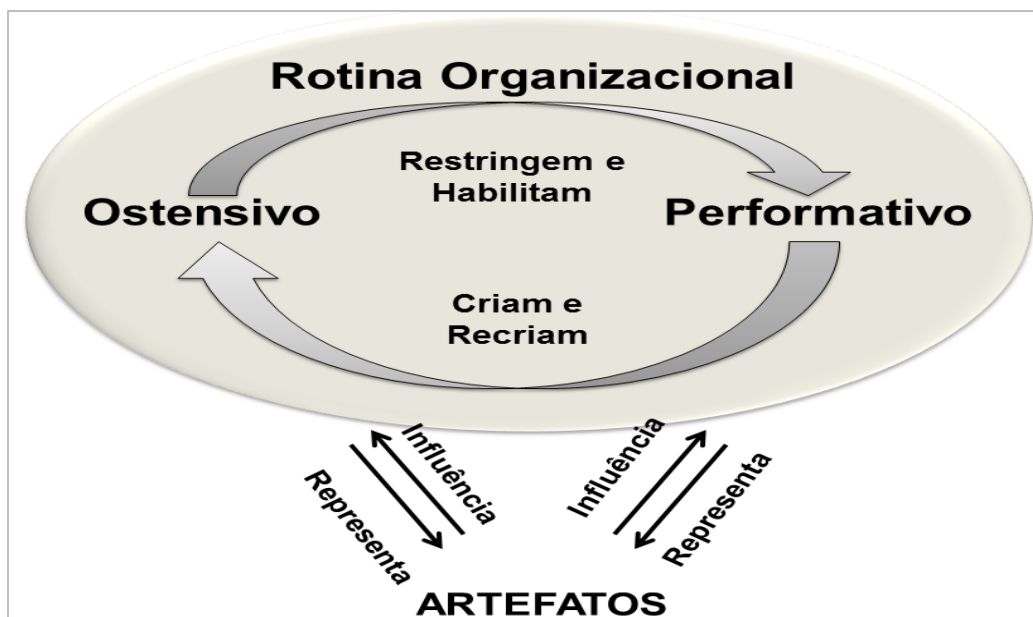 Rotina Organizacional
Restringem e
Habilitam
Ostensivo
Performativo
Criam e
Recriam
Influência
Representa
Influência
Representa
ARTEFATOS